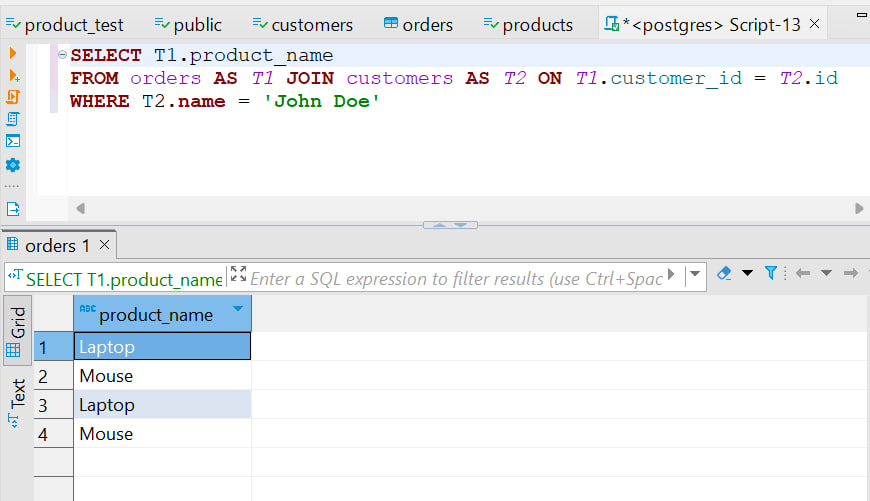 product_test public customers orders products *<postgres> Script-13
SELECT T1.product_name
FROM orders AS T1 JOIN customers AS T2 ON T1.customer_id = T2.id
WHERE T2.name = 'John Doe'
orders 1
SELECT T1.product_name Enter a SQL expression to filter results (use Ctrl+Spac
Grid
Text
ABC product_name
1 Laptop
2 Mouse
3 Laptop
4 Mouse